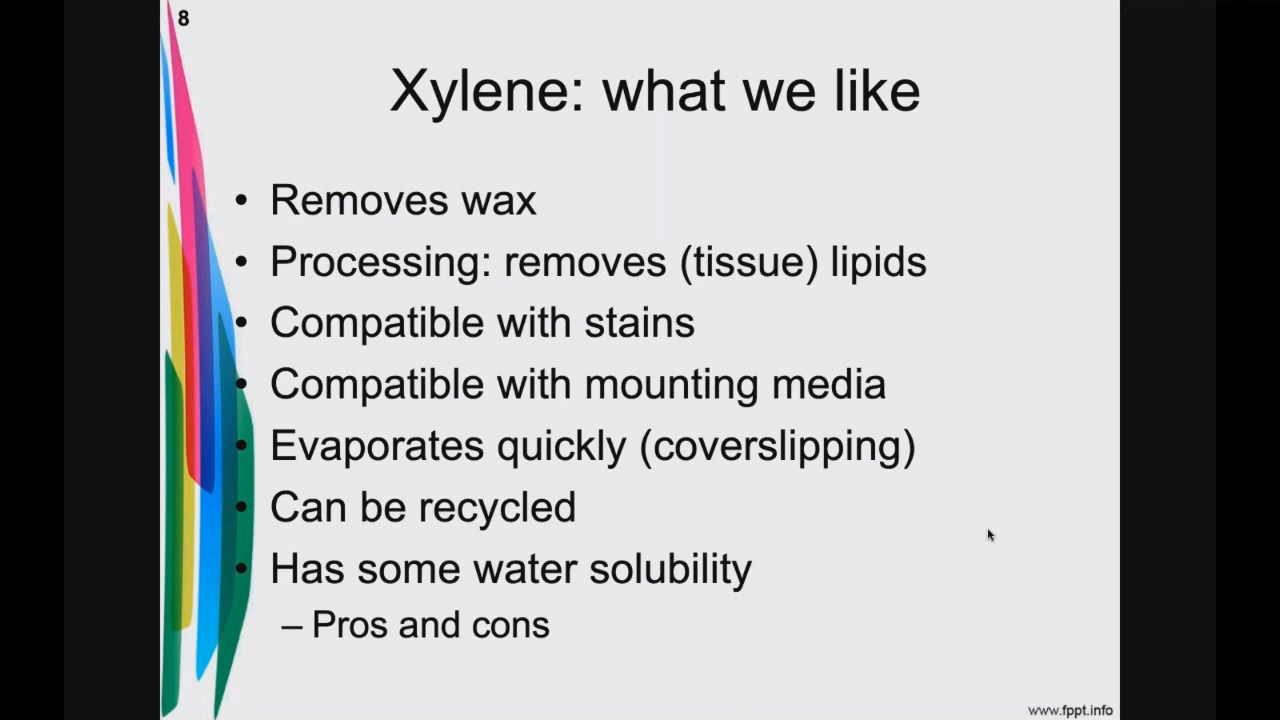 8
Xylene: what we like
• Removes wax
• Processing: removes (tissue) lipids
• Compatible with stains
• Compatible with mounting media
• Evaporates quickly (coverslipping)
• Can be recycled
• Has some water solubility
– Pros and cons
www.fppt.info